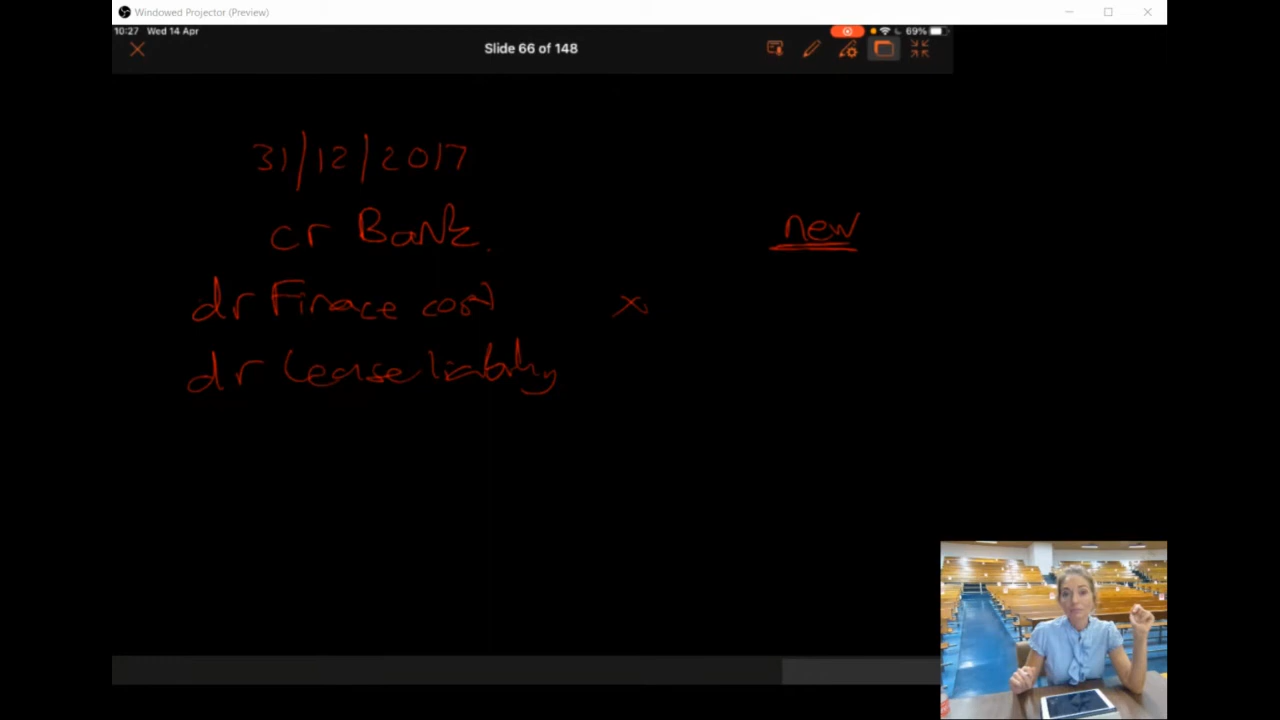 Windowed Projector (Preview)
10:27 Wed 14 Apr
69%
Slide 66 of 148
31/12/2017
cr Bank.
new
dr Finace cost
x
dr Lease liability